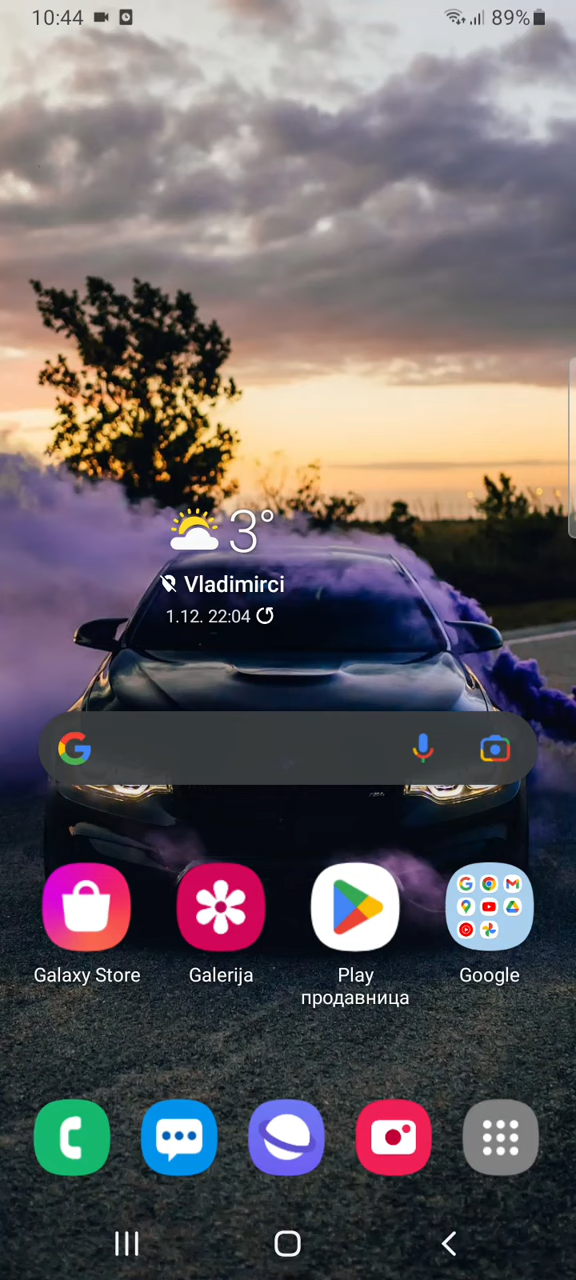 10:44
89%
3°
Vladimirci
1.12. 22:04
Galaxy Store
Galerija
Play
продавница
Google